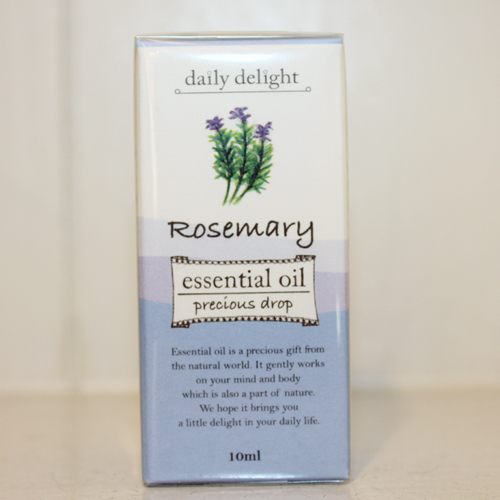 daily delight
Rosemary
essential oil
precious drop
Essential oil is a precious gift from
the natural world. It gently works
on your mind and body
which is also a part of nature.
We hope it brings you
a little delight in your daily life.
10ml